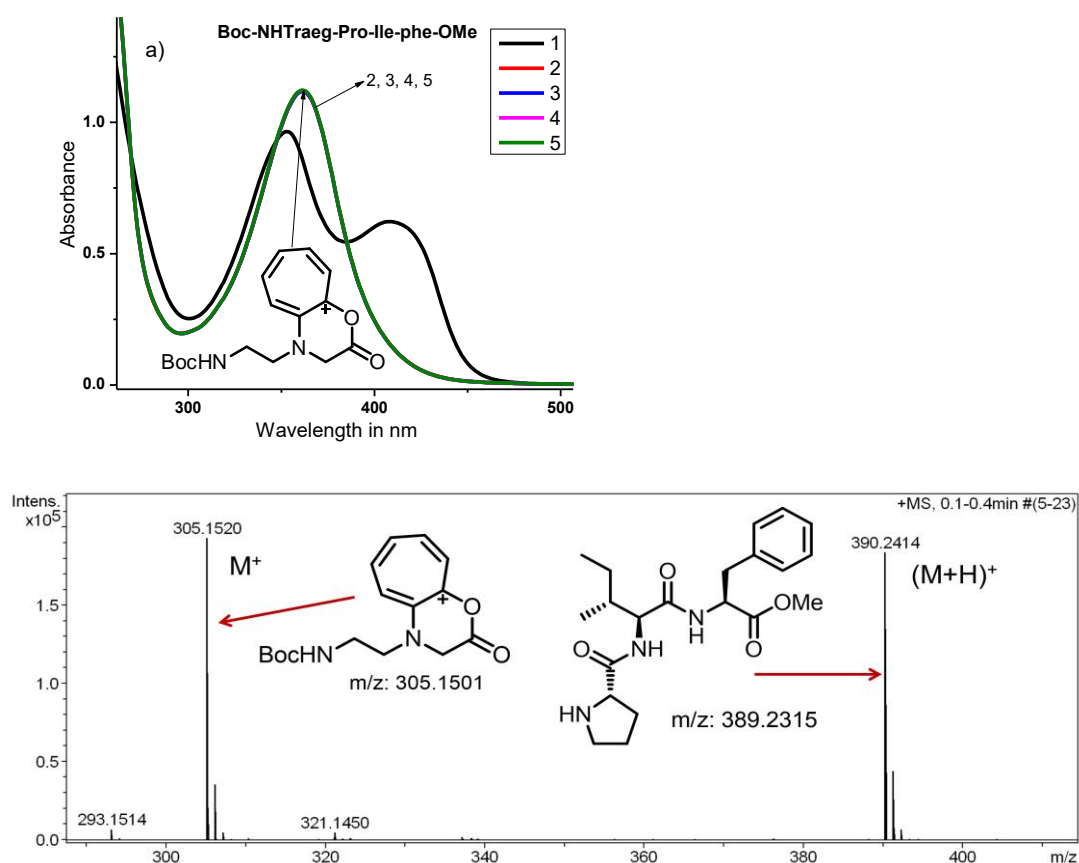 Boc-NHTraeg-Pro-Ile-phe-OMe
a)
1
2
3
4
5
2, 3, 4, 5
Absorbance
1.0
0.5
0.0
+
O
N
O
BocHN
300
400
500
Wavelength in nm
Intens.
x10⁵
+MS, 0.1-0.4min #(5-23)
305.1520
390.2414
M⁺
(M+H)⁺
1.5
1.0
0.5
0.0
+
O
N
O
BocHN
m/z: 305.1501
O
OMe
N
H
O
O
NH
HN
m/z: 389.2315
293.1514
321.1450
300
320
340
360
380
400
m/z